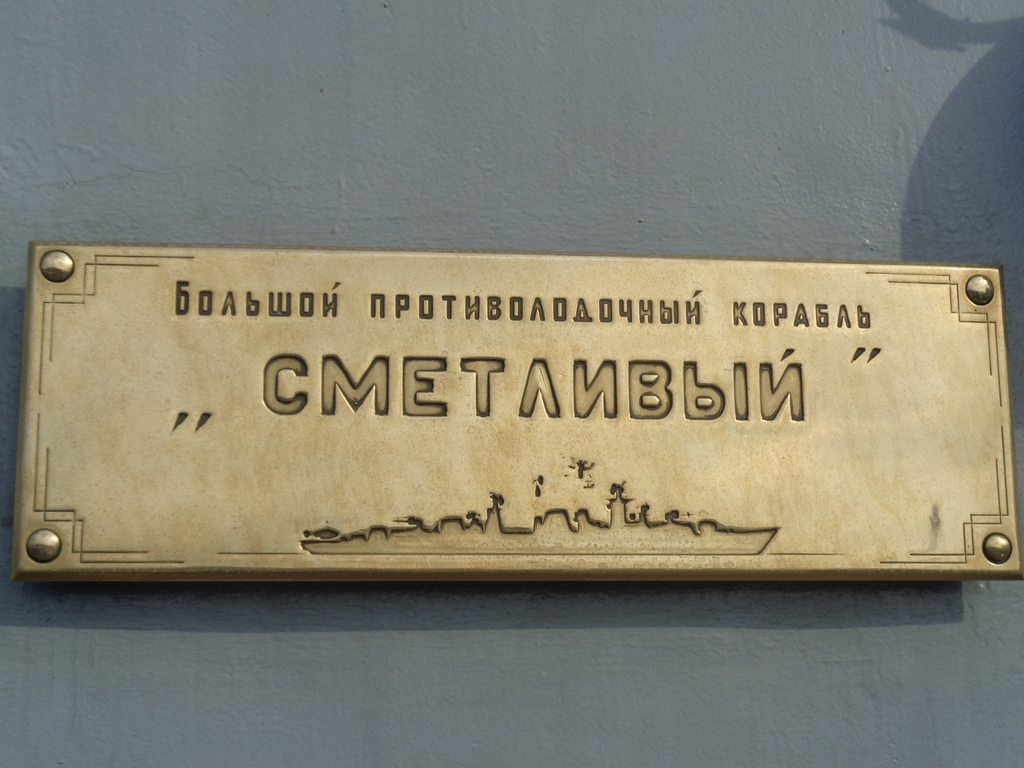 Большой противолодочный корабль
„ СМЕТЛИВЫЙ ”